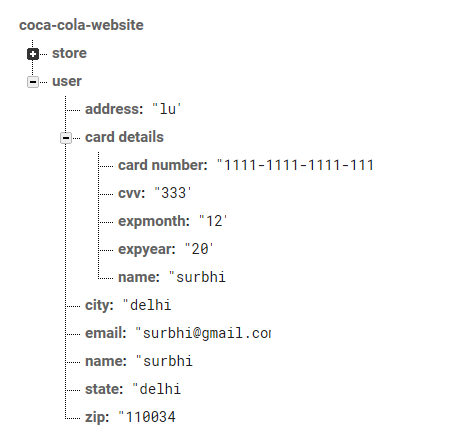 coca-cola-website
store
user
address: "lu"
card details
card number: "1111-1111-1111-111
cvv: "333"
expmonth: "12"
expyear: "20"
name: "surbhi
city: "delhi
email: "surbhi@gmail.com
name: "surbhi
state: "delhi
zip: "110034